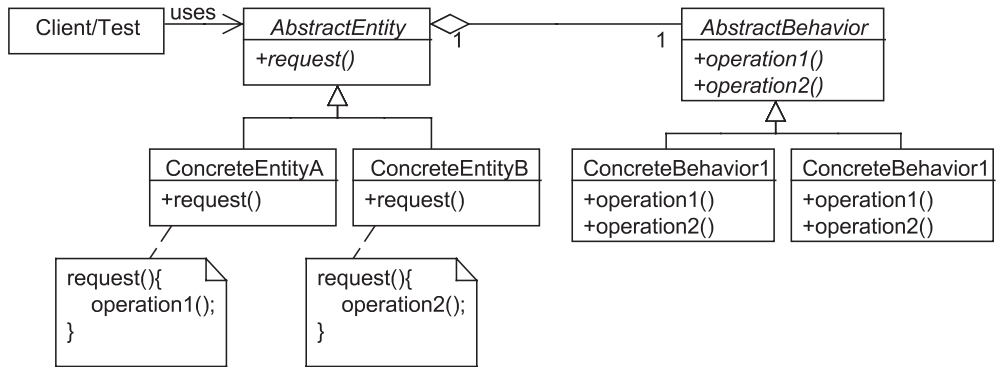 Client/Test
uses
AbstractEntity
+request()
1
1
AbstractBehavior
+operation1()
+operation2()
ConcreteEntityA
+request()
ConcreteEntityB
+request()
ConcreteBehavior1
+operation1()
+operation2()
ConcreteBehavior1
+operation1()
+operation2()
request(){
operation1();
}
request(){
operation2();
}